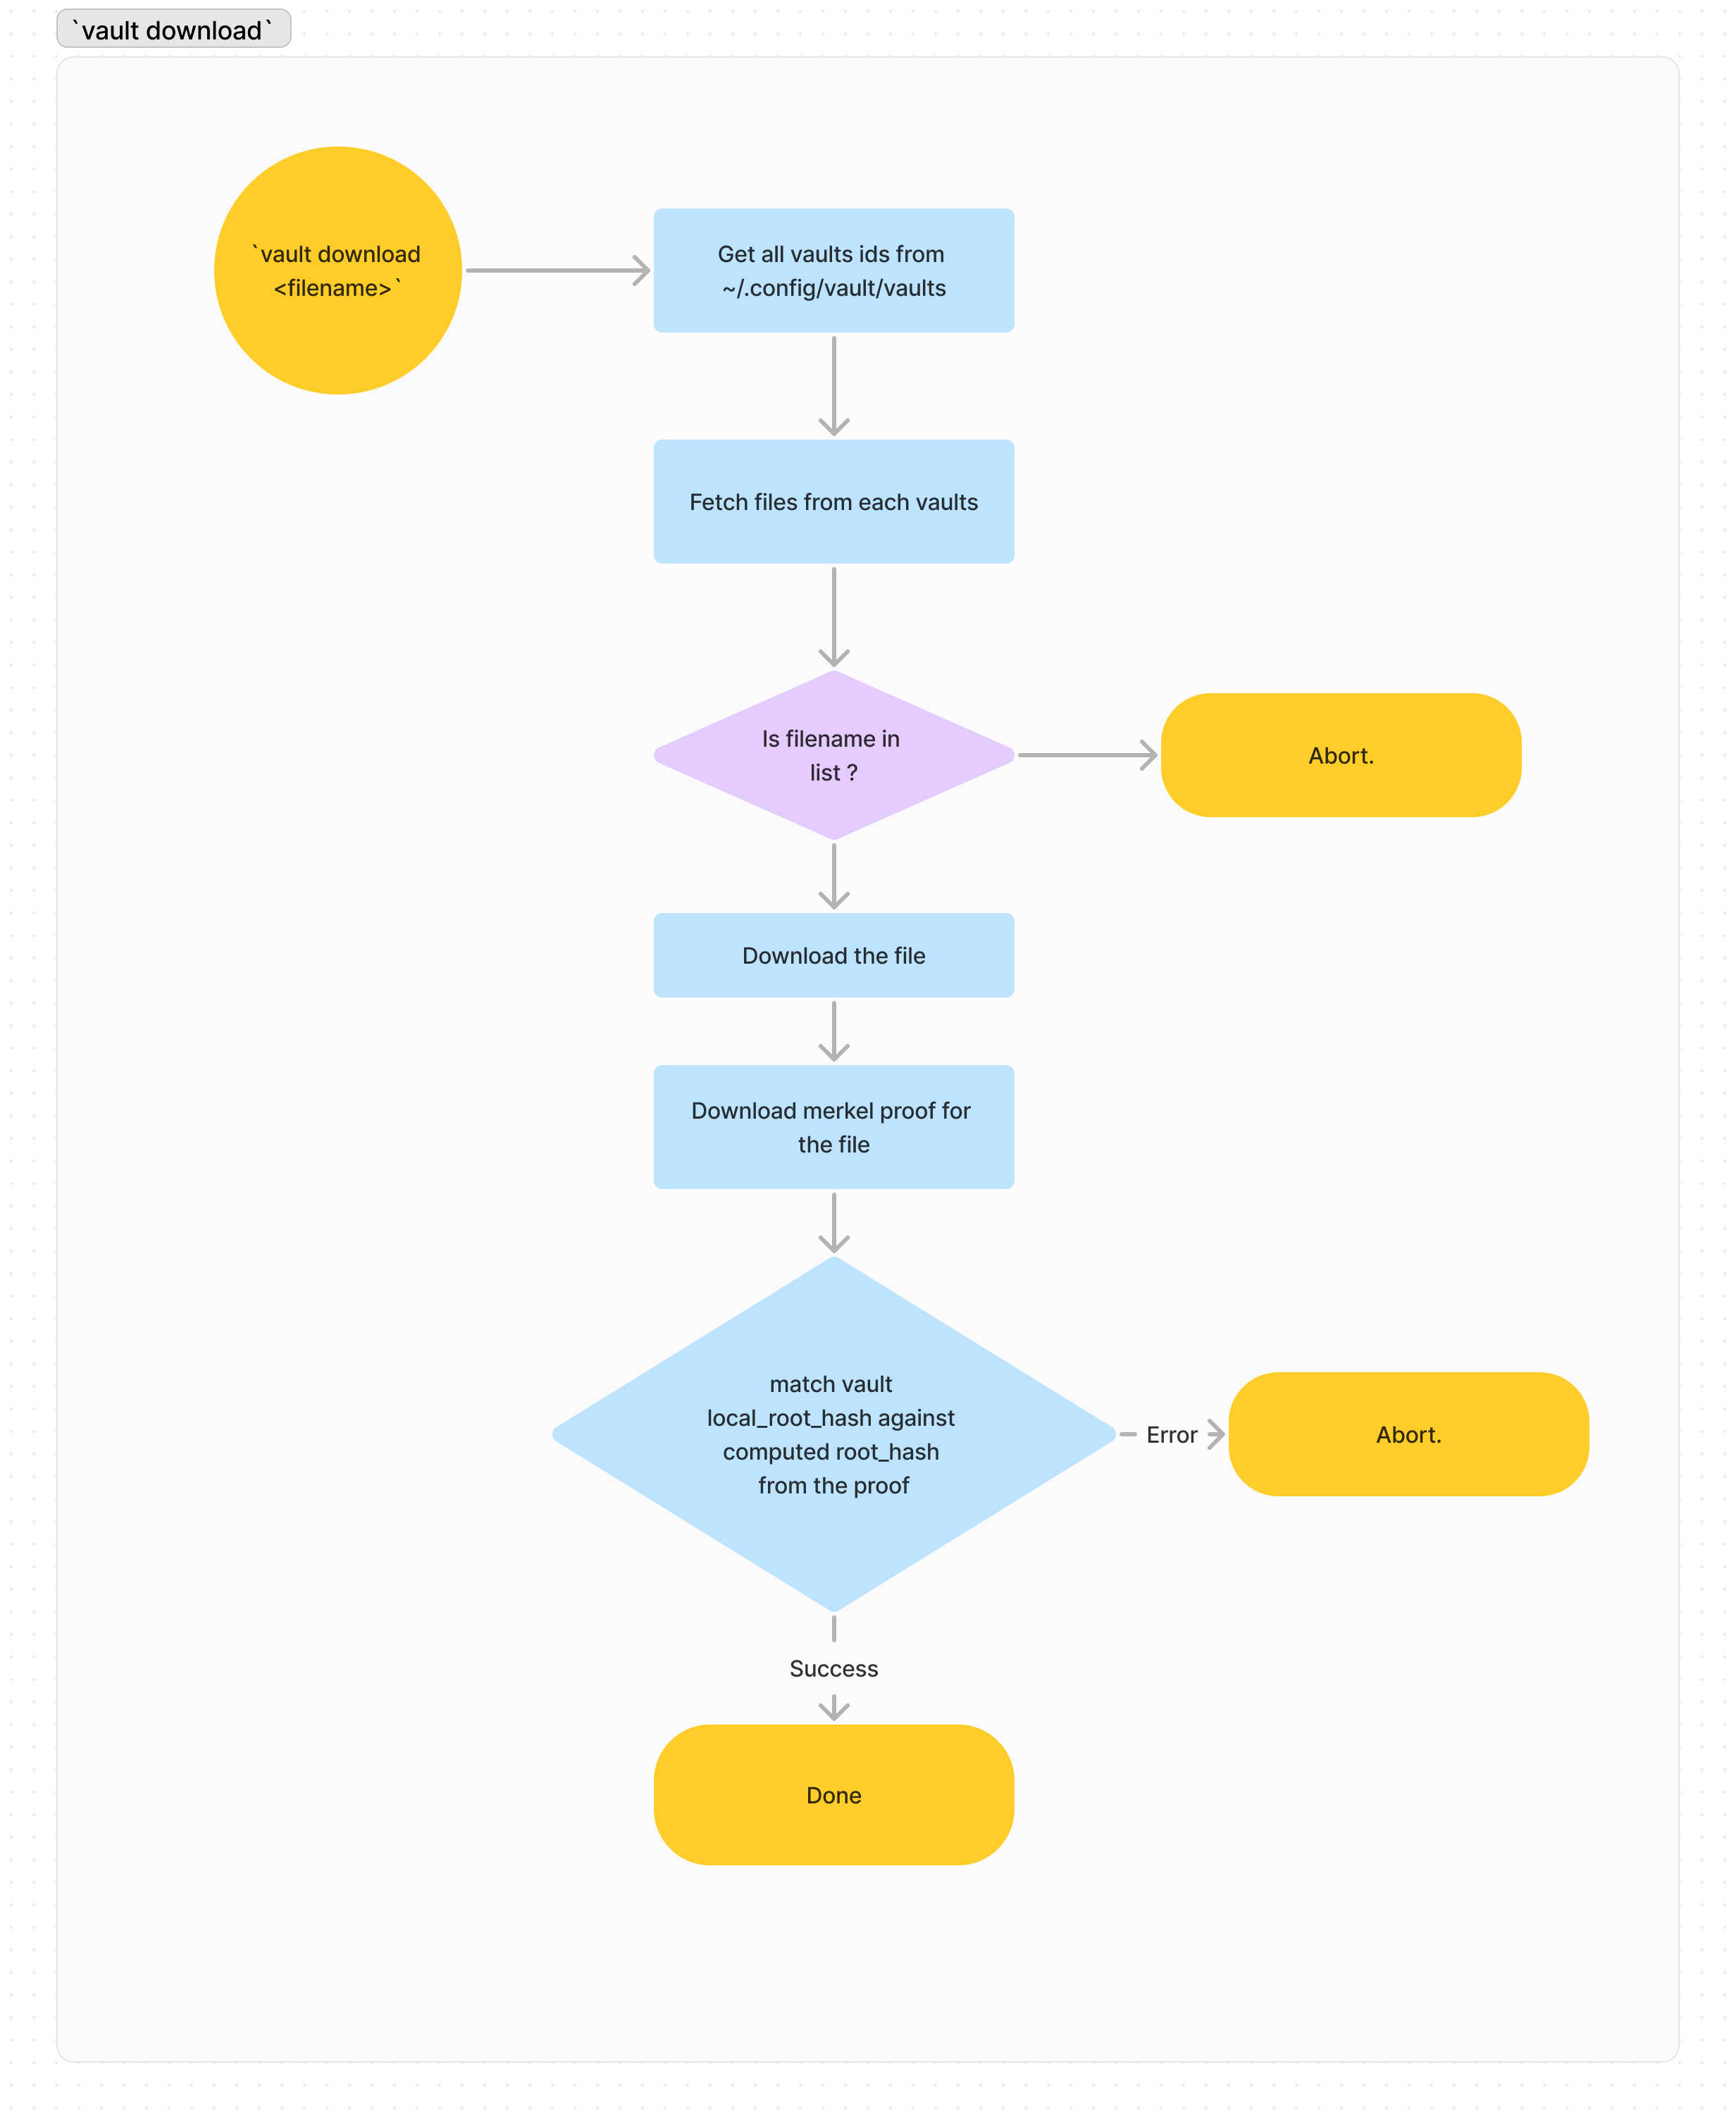 `vault download`
`vault download
<filename>`
Get all vaults ids from
~/.config/vault/vaults
Fetch files from each vaults
Is filename in
list ?
Abort.
Download the file
Download merkel proof for
the file
match vault
local_root_hash against
computed root_hash
from the proof
Error
Abort.
Success
Done